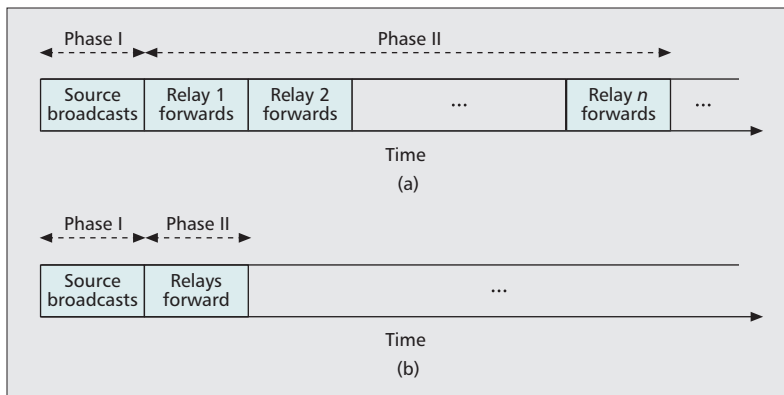 Phase I
Phase II
Source
broadcasts
Relay 1
forwards
Relay 2
forwards
...
Relay n
forwards
...
Time
(a)
Phase I
Phase II
Source
broadcasts
Relays
forward
...
Time
(b)